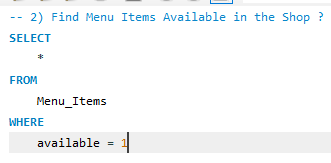 -- 2) Find Menu Items Available in the Shop ?
SELECT
*
FROM
Menu_Items
WHERE
available = 1